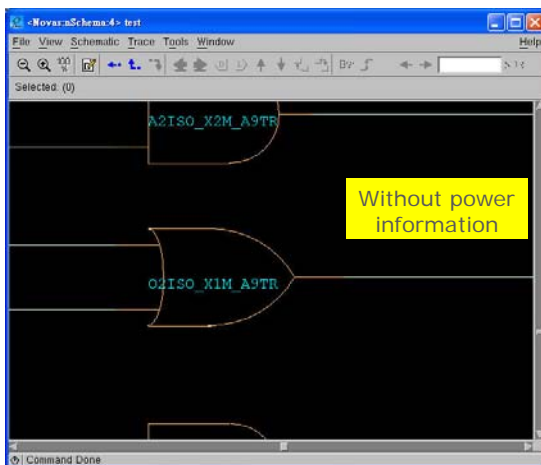 <Novas:nSchema:4> test
File View Schematic Trace Tools Window Help
100
%
Selected: (0)
A2ISO_X2M_A9TR
Without power
information
O2ISO_X1M_A9TR
Command Done